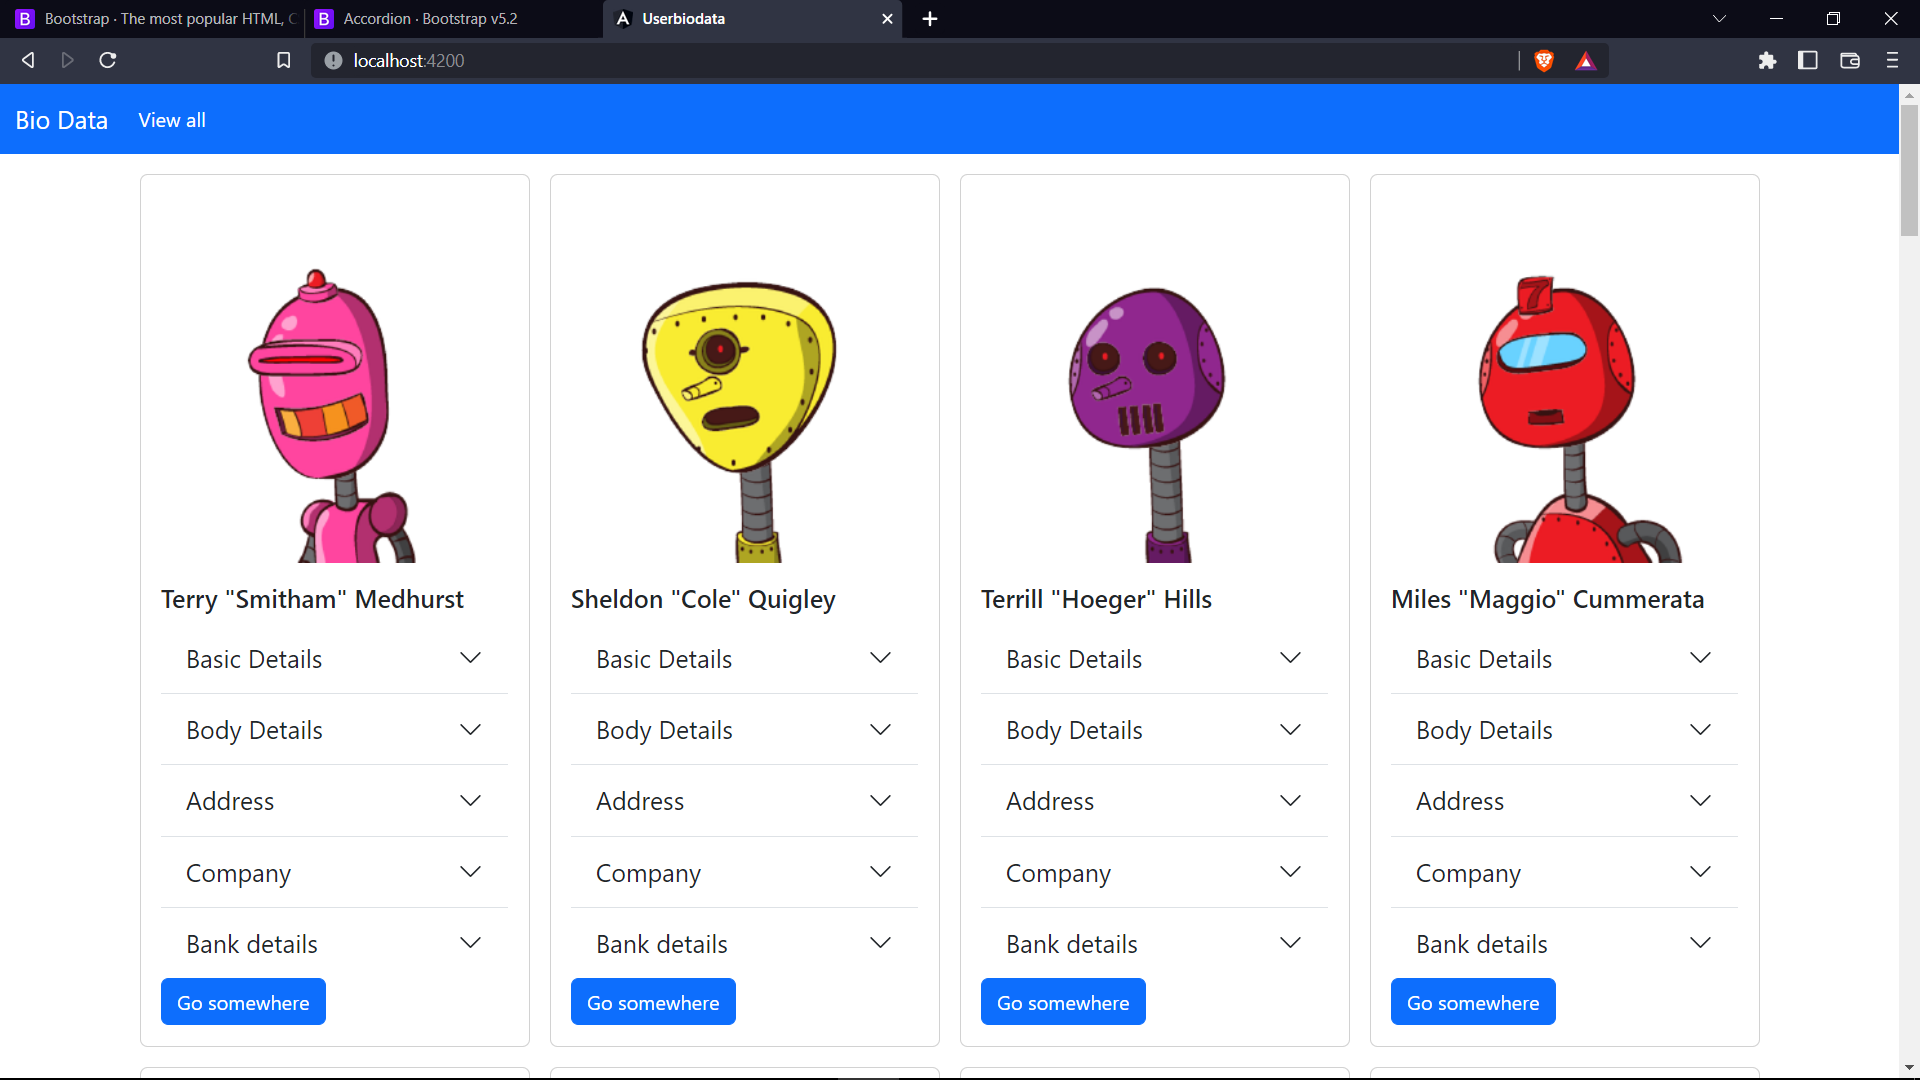 Bootstrap · The most popular HTML, C
Accordion · Bootstrap v5.2
Userbiodata
localhost:4200
Bio Data
View all
7
Terry "Smitham" Medhurst
Basic Details
Body Details
Address
Company
Bank details
Go somewhere
Sheldon "Cole" Quigley
Basic Details
Body Details
Address
Company
Bank details
Go somewhere
Terrill "Hoeger" Hills
Basic Details
Body Details
Address
Company
Bank details
Go somewhere
Miles "Maggio" Cummerata
Basic Details
Body Details
Address
Company
Bank details
Go somewhere